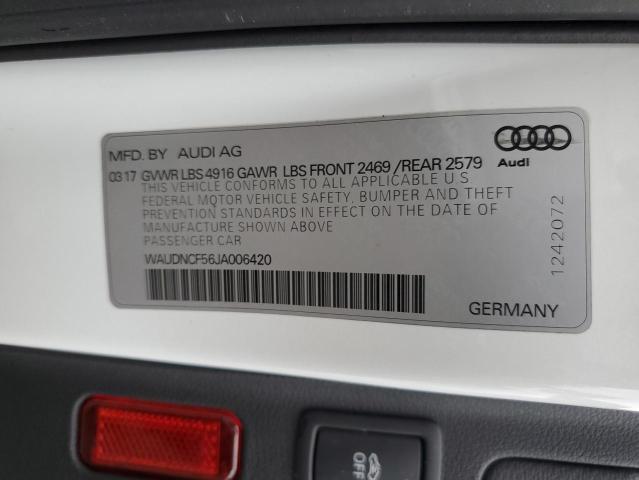 MFD. BY AUDI AG
Audi
03 17 GVWR LBS 4916 GAWR LBS FRONT 2469 /REAR 2579
THIS VEHICLE CONFORMS TO ALL APPLICABLE U S
FEDERAL MOTOR VEHICLE SAFETY, BUMPER AND THEFT
PREVENTION STANDARDS IN EFFECT ON THE DATE OF
MANUFACTURE SHOWN ABOVE
PASSENGER CAR
WAUDNCF56JA006420
GERMANY
1242072
OFF